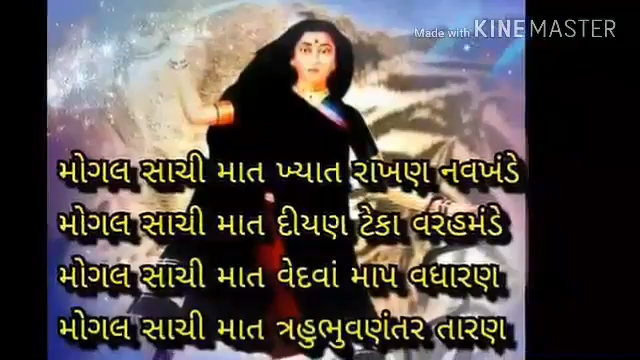 Made with KINEMASTER
મોગલ સાચી માત ખ્યાત રાખણ નવખંડે
મોગલ સાચી માત દીયણ ટેકા વરહમંડે
મોગલ સાચી માત વેદવાં માપ વધારણ
મોગલ સાચી માત ત્રહુભુવણંતર તારણ